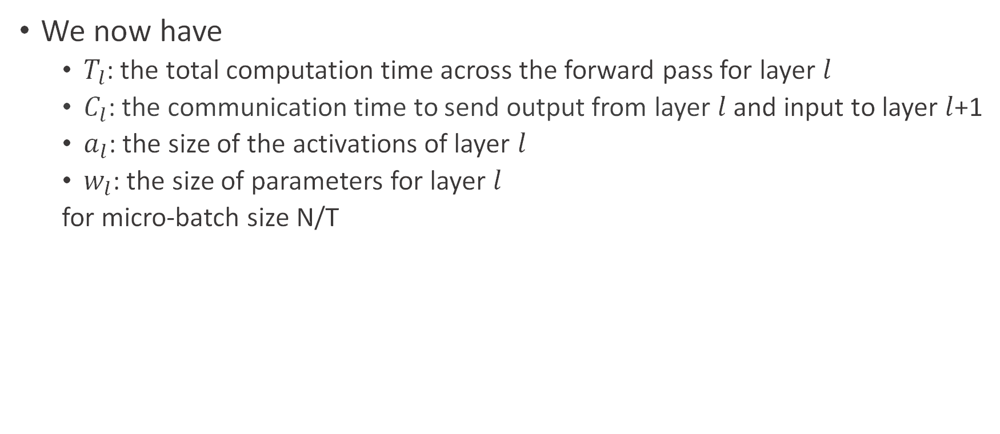 • We now have
• T_l: the total computation time across the forward pass for layer l
• C_l: the communication time to send output from layer l and input to layer l+1
• a_l: the size of the activations of layer l
• w_l: the size of parameters for layer l
for micro-batch size N/T